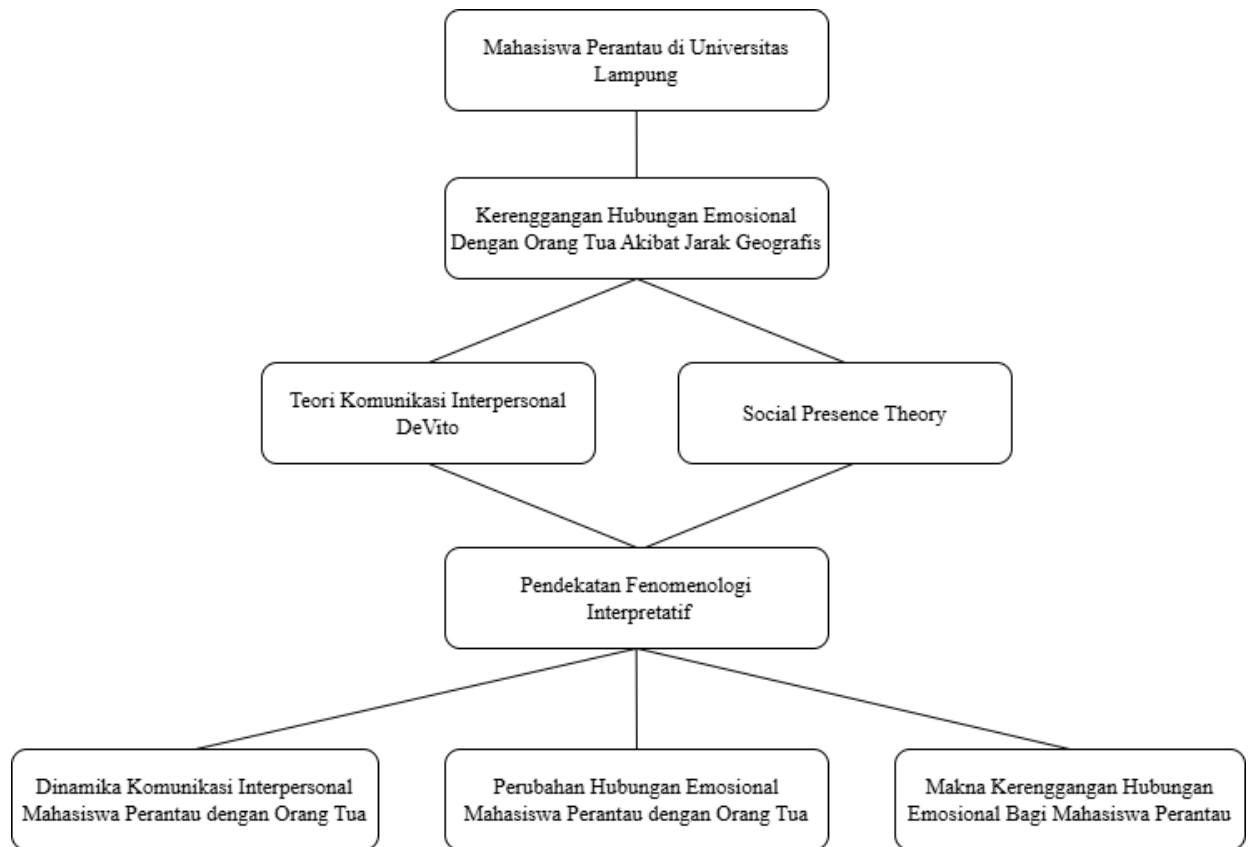 Mahasiswa Perantau di Universitas
Lampung
Kerenggangan Hubungan Emosional
Dengan Orang Tua Akibat Jarak Geografis
Teori Komunikasi Interpersonal
DeVito
Social Presence Theory
Pendekatan Fenomenologi
Interpretatif
Dinamika Komunikasi Interpersonal
Mahasiswa Perantau dengan Orang Tua
Perubahan Hubungan Emosional
Mahasiswa Perantau dengan Orang Tua
Makna Kerenggangan Hubungan
Emosional Bagi Mahasiswa Perantau